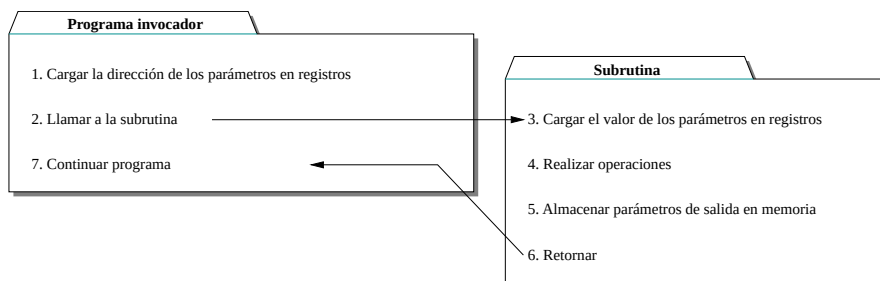 Programa invocador
1. Cargar la dirección de los parámetros en registros
2. Llamar a la subrutina
7. Continuar programa
Subrutina
3. Cargar el valor de los parámetros en registros
4. Realizar operaciones
5. Almacenar parámetros de salida en memoria
6. Retornar